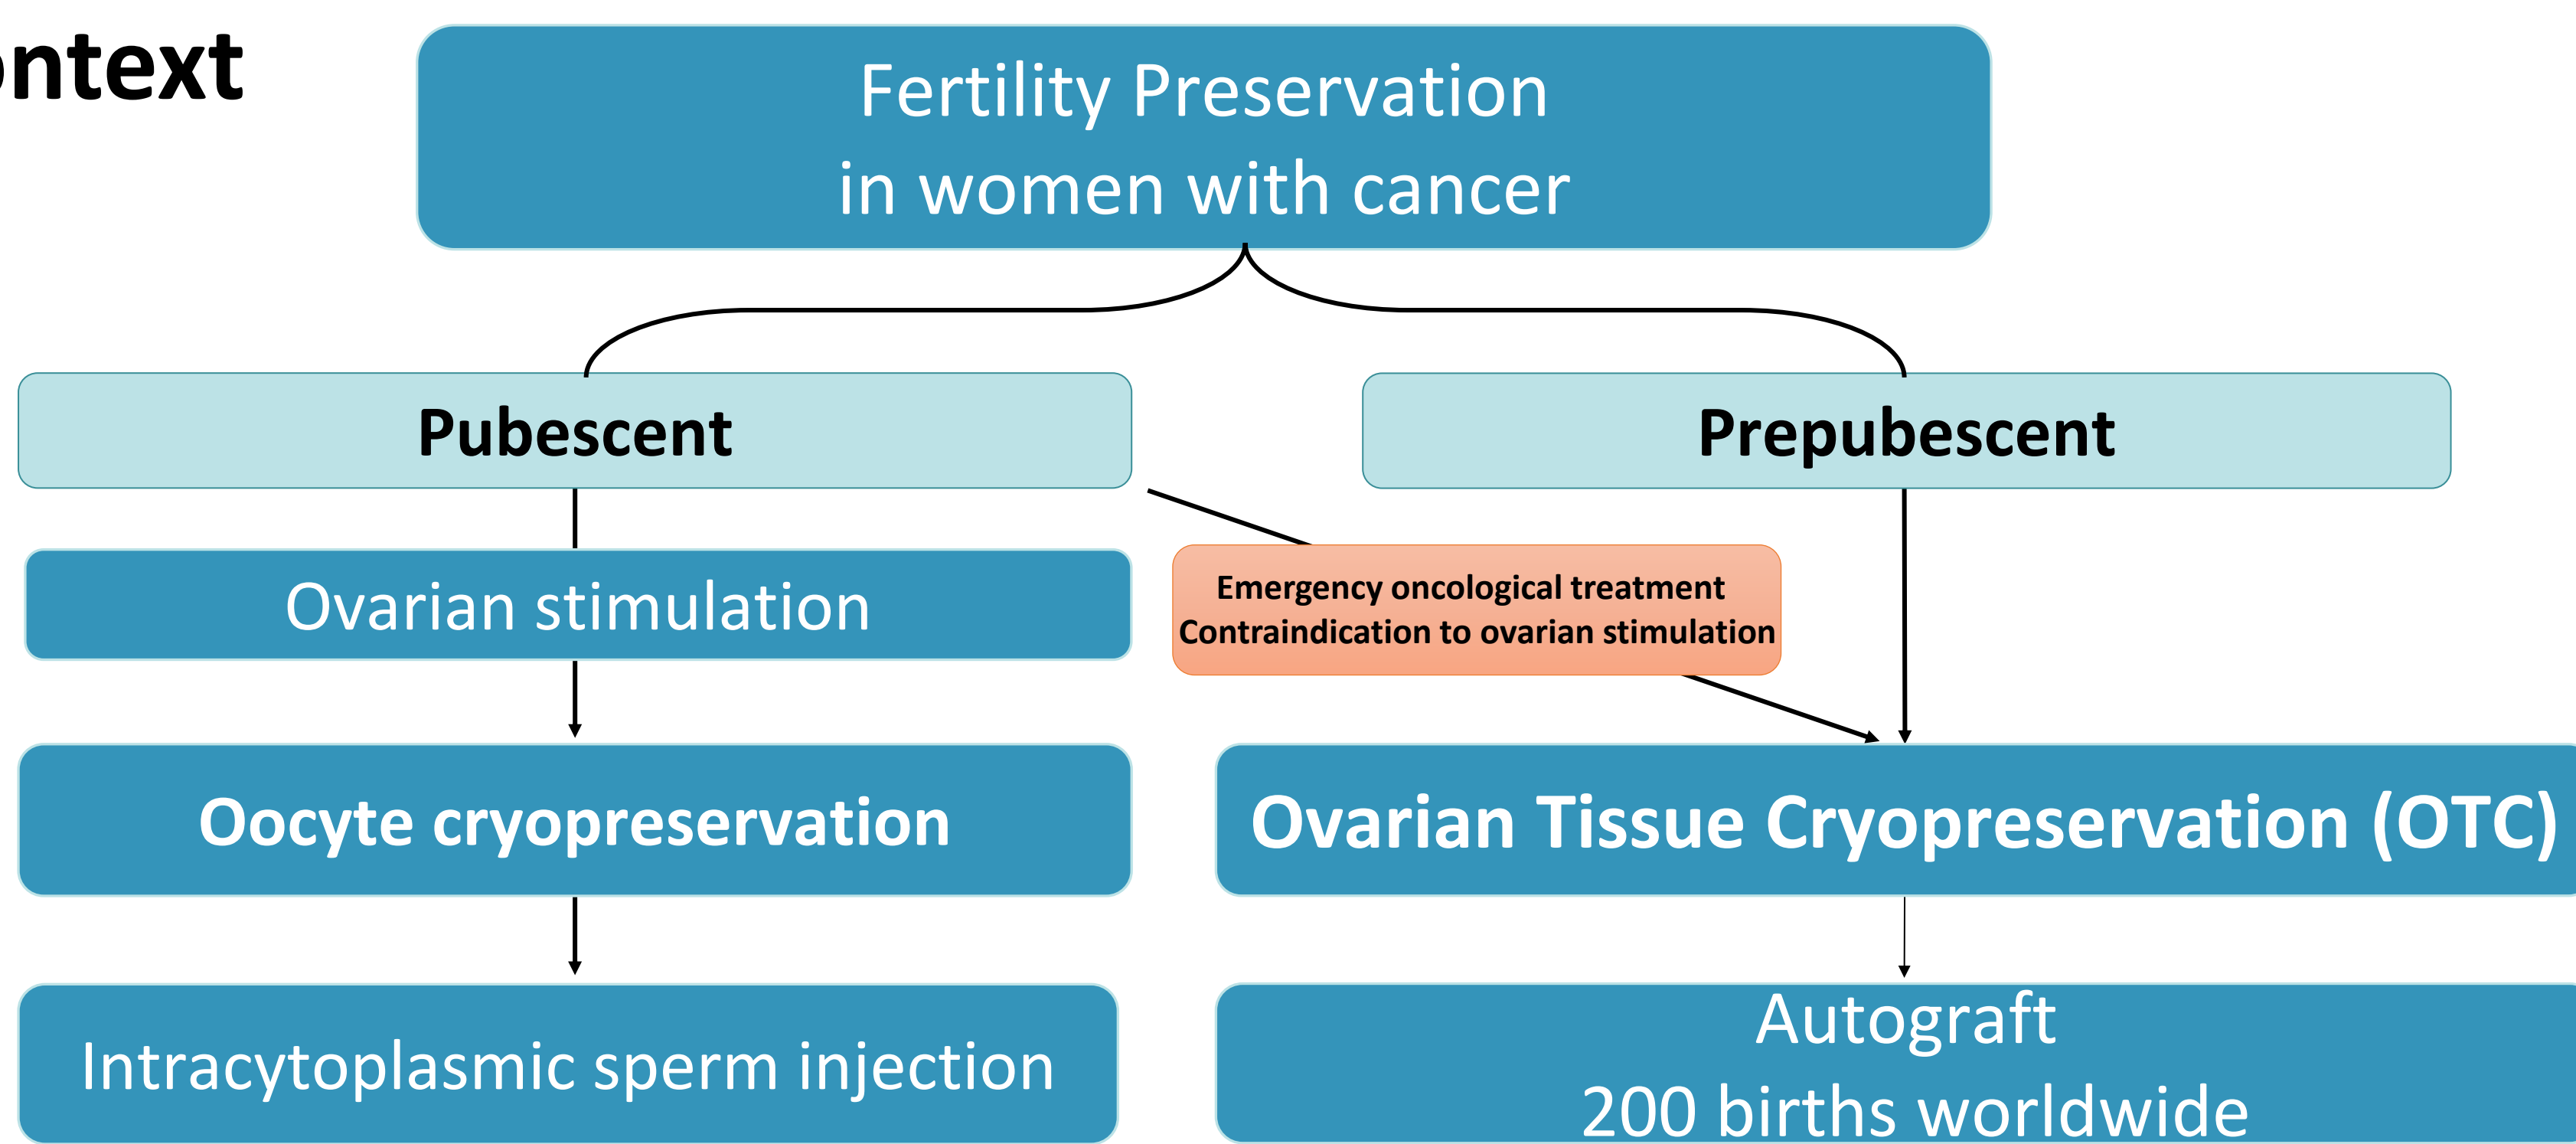 ontext
Fertility Preservation
in women with cancer
Pubescent
Prepubescent
Ovarian stimulation
Emergency oncological treatment
Contraindication to ovarian stimulation
Oocyte cryopreservation
Ovarian Tissue Cryopreservation (OTC)
Intracytoplasmic sperm injection
Autograft
200 births worldwide